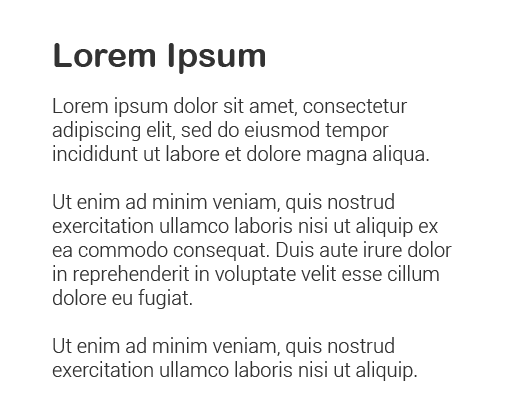 Lorem Ipsum
Lorem ipsum dolor sit amet, consectetur
adipiscing elit, sed do eiusmod tempor
incididunt ut labore et dolore magna aliqua.
Ut enim ad minim veniam, quis nostrud
exercitation ullamco laboris nisi ut aliquip ex
ea commodo consequat. Duis aute irure dolor
in reprehenderit in voluptate velit esse cillum
dolore eu fugiat.
Ut enim ad minim veniam, quis nostrud
exercitation ullamco laboris nisi ut aliquip.